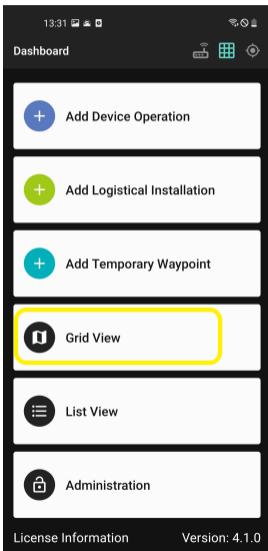 13:31
Dashboard
Add Device Operation
Add Logistical Installation
Add Temporary Waypoint
Grid View
List View
Administration
License Information Version: 4.1.0